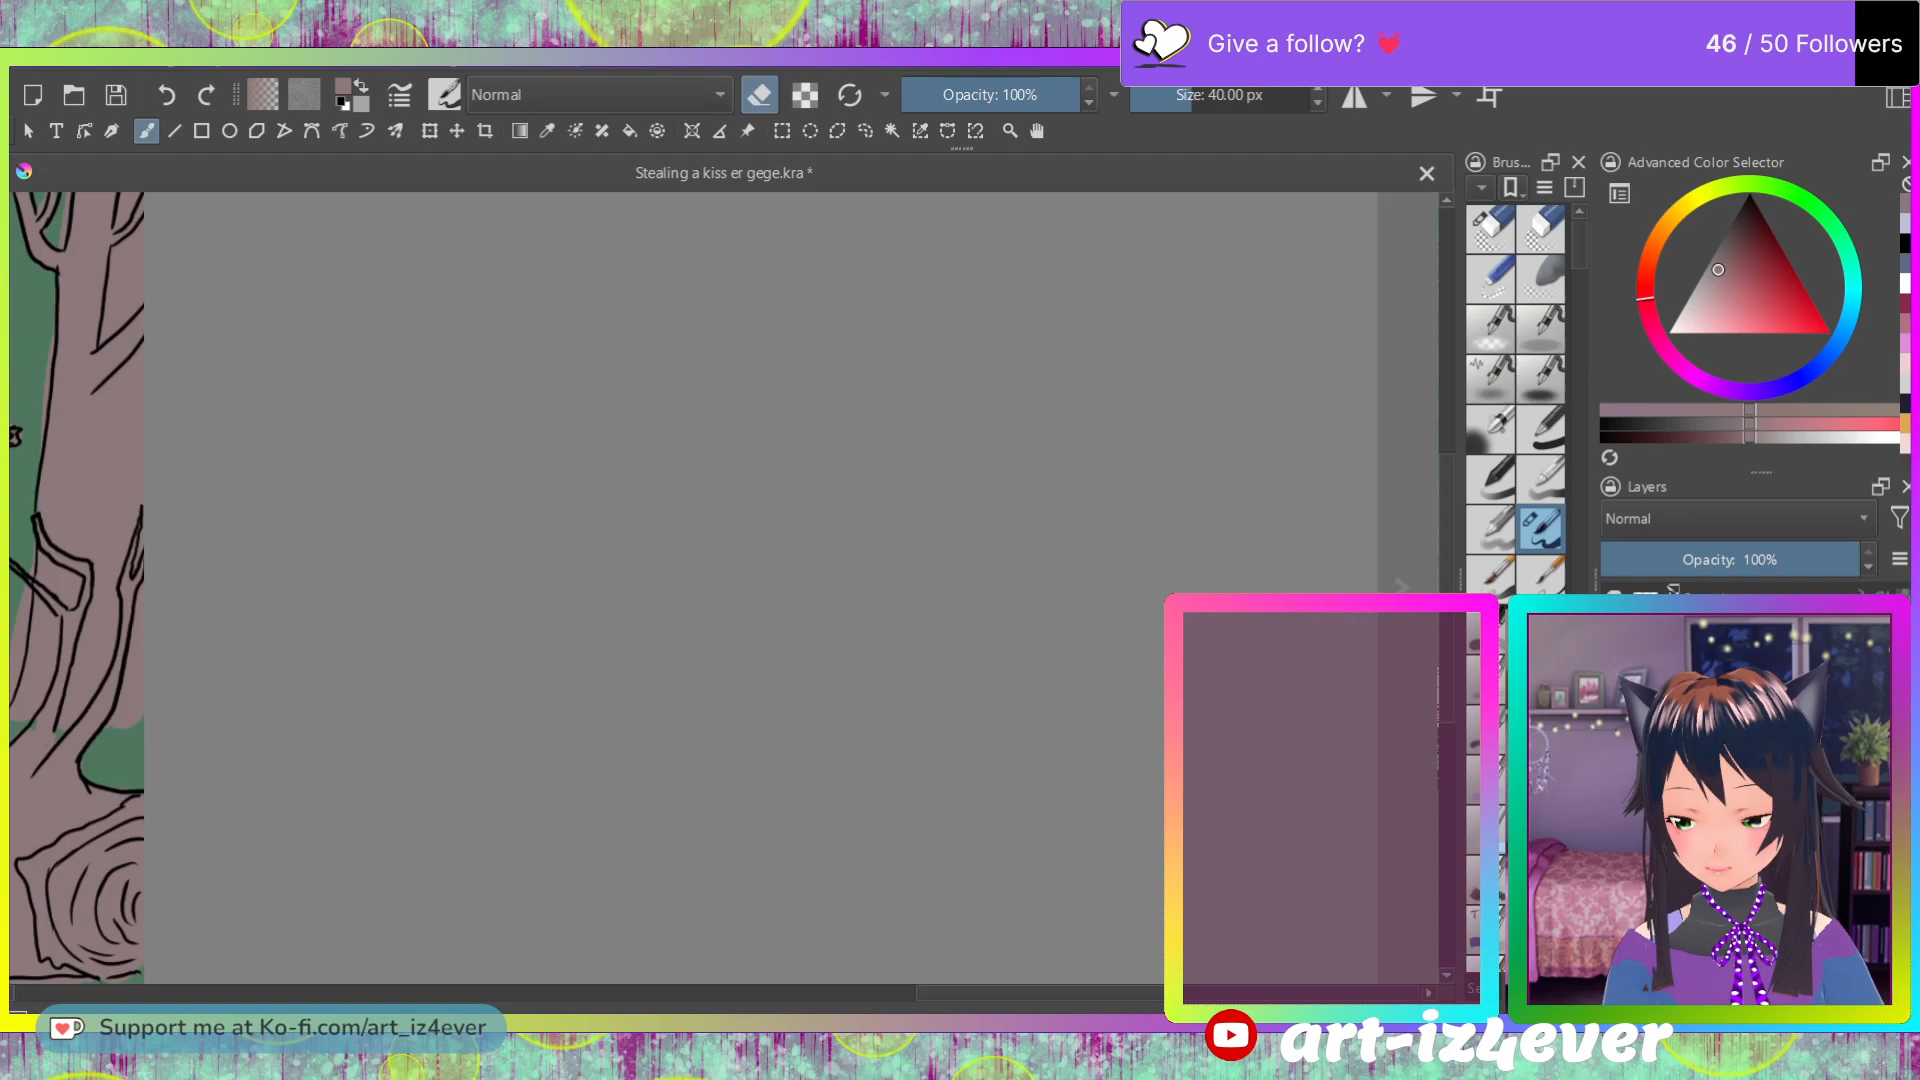 Give a follow?
46 / 50 Followers
Normal
Opacity: 100%
Size: 40.00 px
Stealing a kiss er gege.kra *
Brus...
Advanced Color Selector
Layers
Normal
Opacity: 100%
Support me at Ko-fi.com/art_iz4ever
art-iz4ever